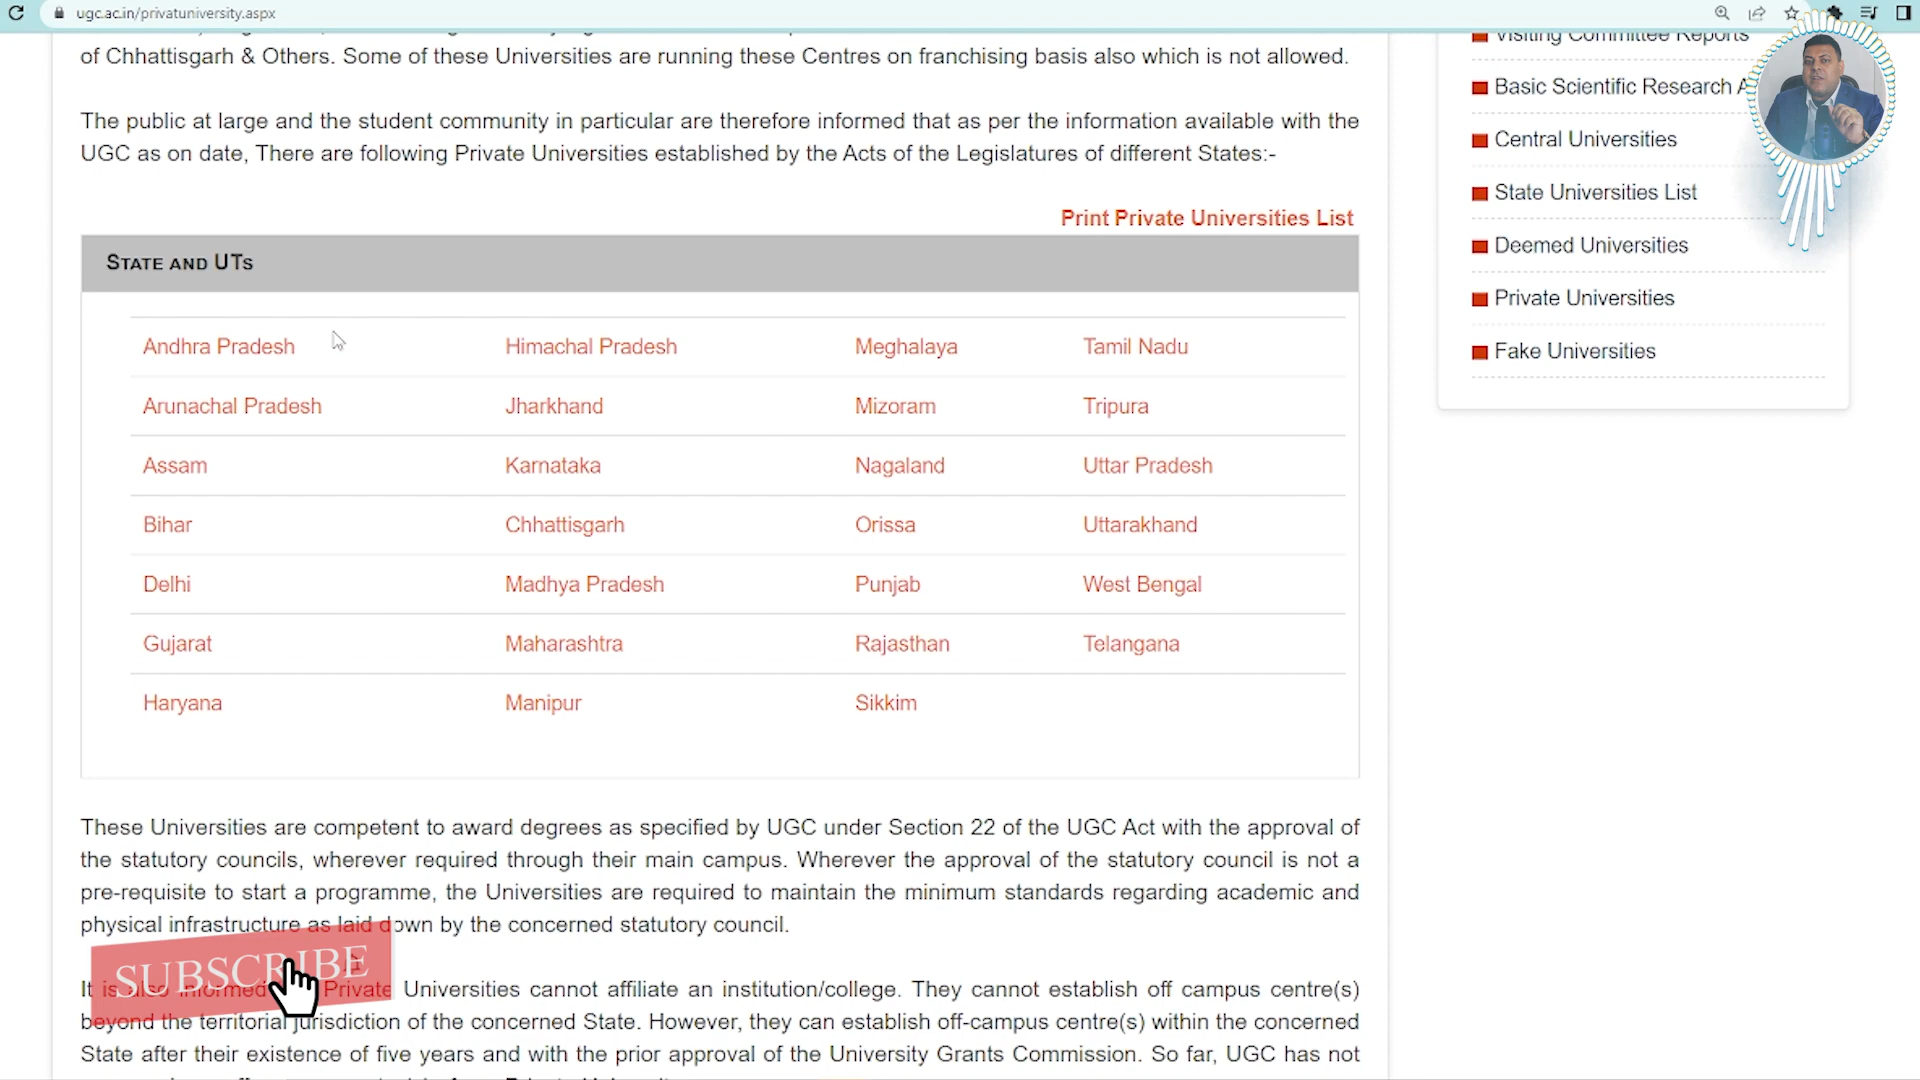 ugc.ac.in/privatuniversity.aspx
of Chhattisgarh & Others. Some of these Universities are running these Centres on franchising basis also which is not allowed.
The public at large and the student community in particular are therefore informed that as per the information available with the
UGC as on date, There are following Private Universities established by the Acts of the Legislatures of different States:-
Print Private Universities List
STATE AND UTS
Andhra Pradesh Himachal Pradesh Meghalaya Tamil Nadu
Arunachal Pradesh Jharkhand Mizoram Tripura
Assam Karnataka Nagaland Uttar Pradesh
Bihar Chhattisgarh Orissa Uttarakhand
Delhi Madhya Pradesh Punjab West Bengal
Gujarat Maharashtra Rajasthan Telangana
Haryana Manipur Sikkim
These Universities are competent to award degrees as specified by UGC under Section 22 of the UGC Act with the approval of
the statutory councils, wherever required through their main campus. Wherever the approval of the statutory council is not a
pre-requisite to start a programme, the Universities are required to maintain the minimum standards regarding academic and
physical infrastructure as laid down by the concerned statutory council.
SUBSCRIBE
It is also informed Private Universities cannot affiliate an institution/college. They cannot establish off campus centre(s)
beyond the territorial jurisdiction of the concerned State. However, they can establish off-campus centre(s) within the concerned
State after their existence of five years and with the prior approval of the University Grants Commission. So far, UGC has not
Visiting Committee Reports
Basic Scientific Research
Central Universities
State Universities List
Deemed Universities
Private Universities
Fake Universities